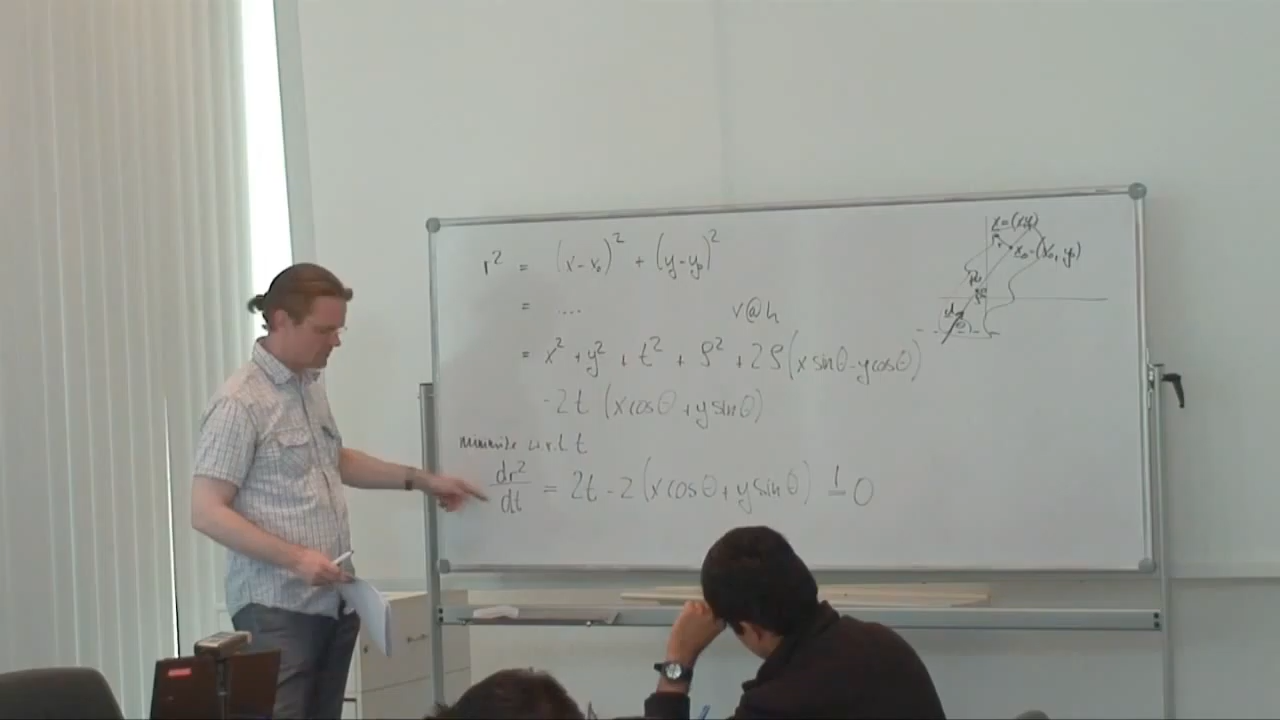 r² = (x-x₀)² + (y-y₀)²
= ....
v@h
= x² + y² + t² + ρ² + 2ρ(x sinθ - y cosθ)
-2t (x cosθ + y sinθ)
minimize w.r.t. t
dr²/dt = 2t - 2(x cosθ + y sinθ) != 0
x=(x,y)
x₀=(x₀, y₀)